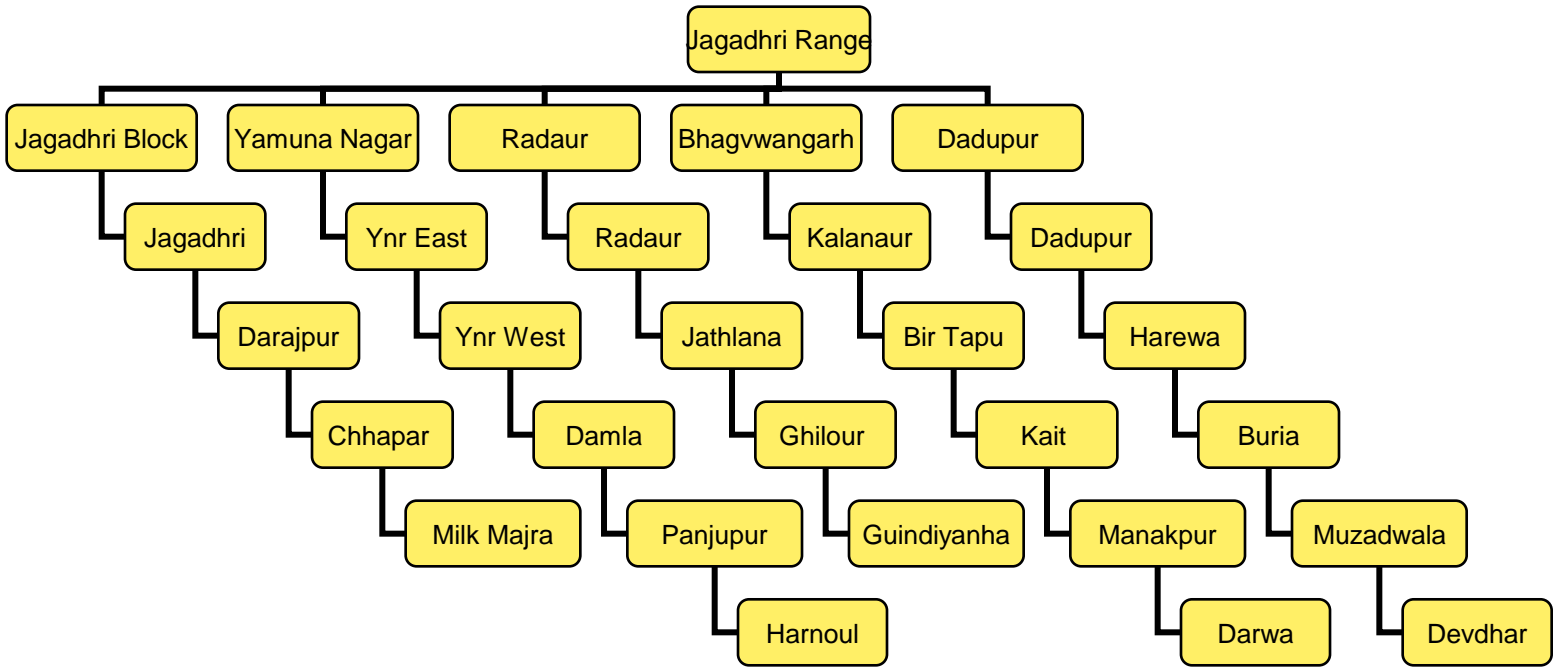 Jagadhri Range
Jagadhri Block
Yamuna Nagar
Radaur
Bhagvwangarh
Dadupur
Jagadhri
Ynr East
Radaur
Kalanaur
Dadupur
Darajpur
Ynr West
Jathlana
Bir Tapu
Harewa
Chhapar
Damla
Ghilour
Kait
Buria
Milk Majra
Panjupur
Guindiyanha
Manakpur
Muzadwala
Harnoul
Darwa
Devdhar